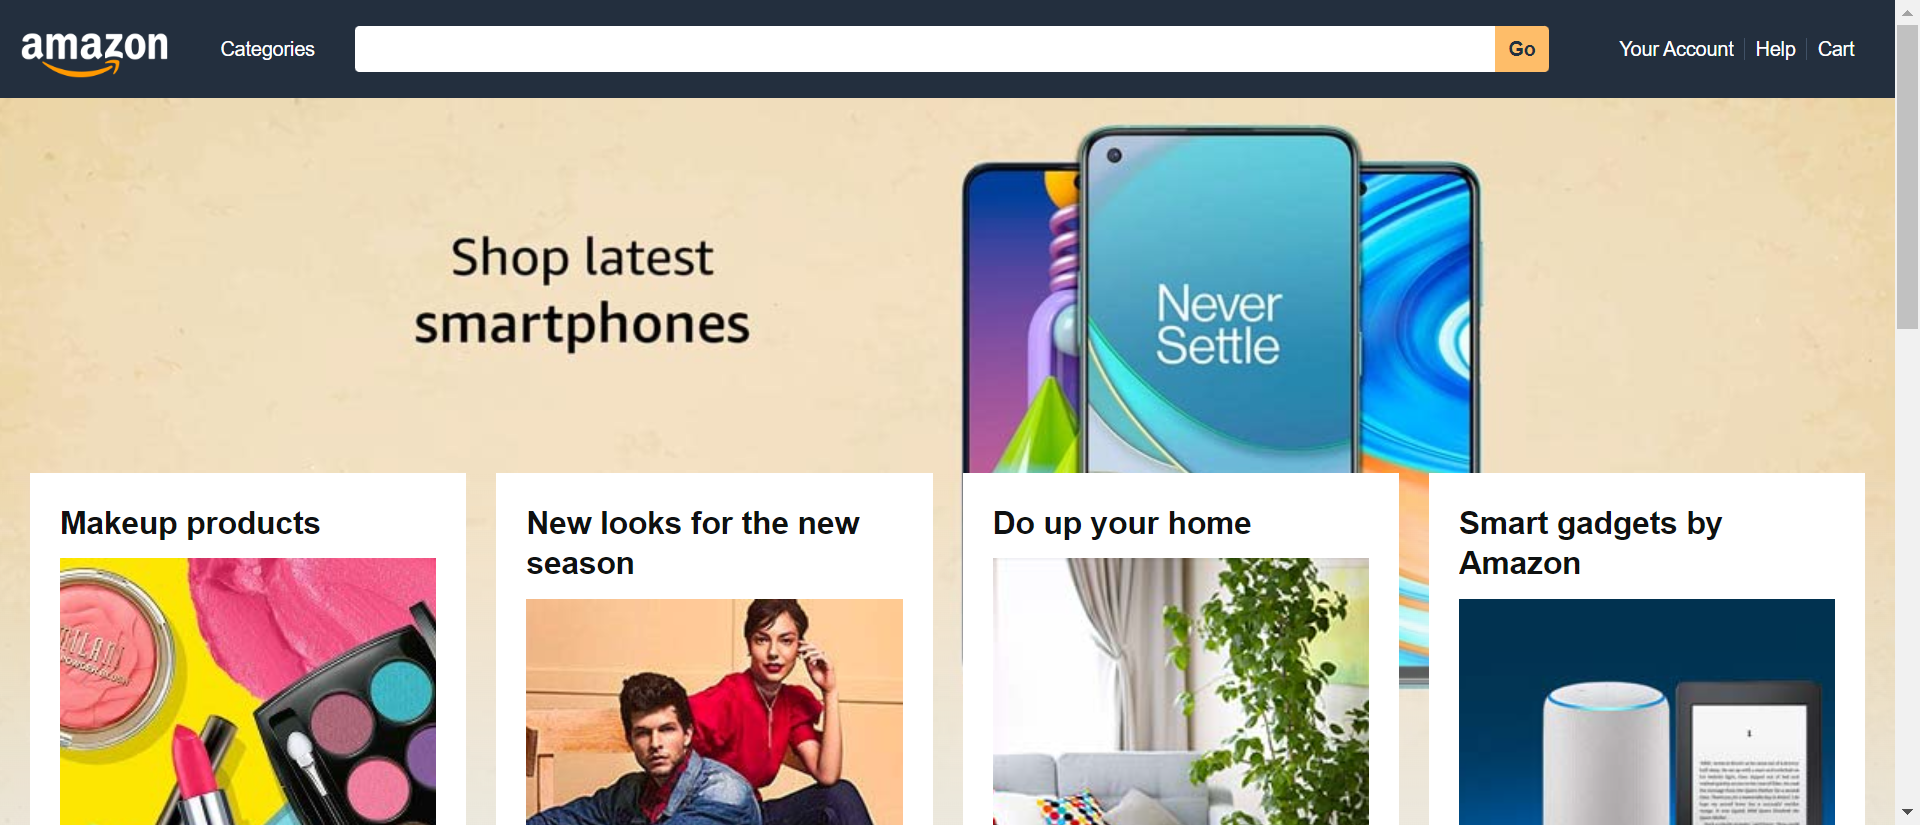 amazon
Categories
Go
Your Account
Help
Cart
Shop latest
smartphones
Never
Settle
Makeup products
New looks for the new
season
Do up your home
Smart gadgets by
Amazon
MILANI
POWDER BLUSH
1